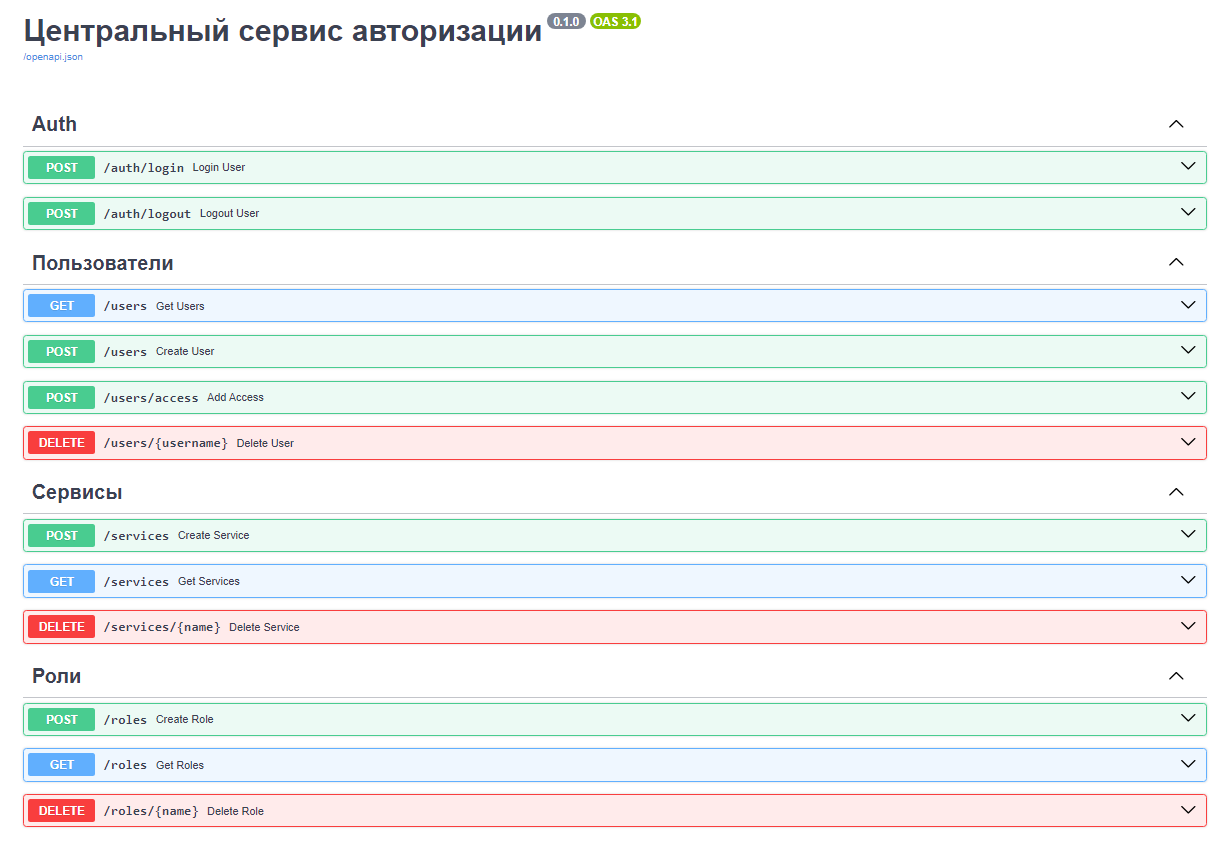 Центральный сервис авторизации 0.1.0 OAS 3.1
/openapi.json
Auth
POST /auth/login Login User
POST /auth/logout Logout User
Пользователи
GET /users Get Users
POST /users Create User
POST /users/access Add Access
DELETE /users/{username} Delete User
Сервисы
POST /services Create Service
GET /services Get Services
DELETE /services/{name} Delete Service
Роли
POST /roles Create Role
GET /roles Get Roles
DELETE /roles/{name} Delete Role